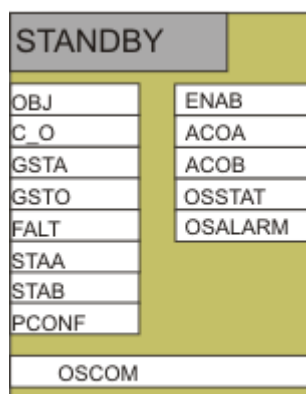 STANDBY
OBJ
C_O
GSTA
GSTO
FALT
STAA
STAB
PCONF
ENAB
ACOA
ACOB
OSSTAT
OSALARM
OSCOM